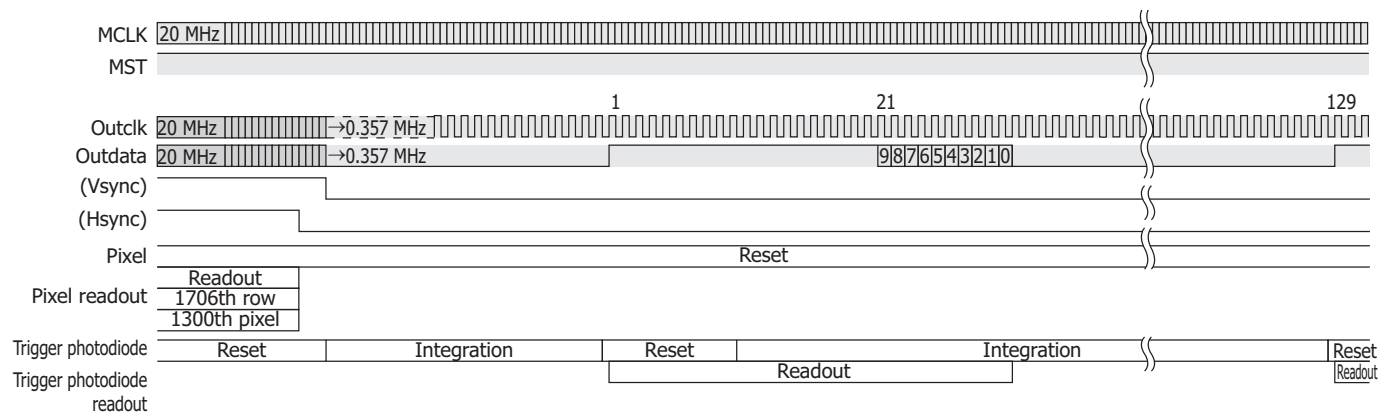 MCLK 20 MHz
MST
1 21 129
Outclk 20 MHz →0.357 MHz
Outdata 20 MHz →0.357 MHz 9 8 7 6 5 4 3 2 1 0
(Vsync)
(Hsync)
Pixel Reset
Pixel readout
Readout
1706th row
1300th pixel
Trigger photodiode Reset Integration Reset Integration Reset
Trigger photodiode
readout
Readout Readout